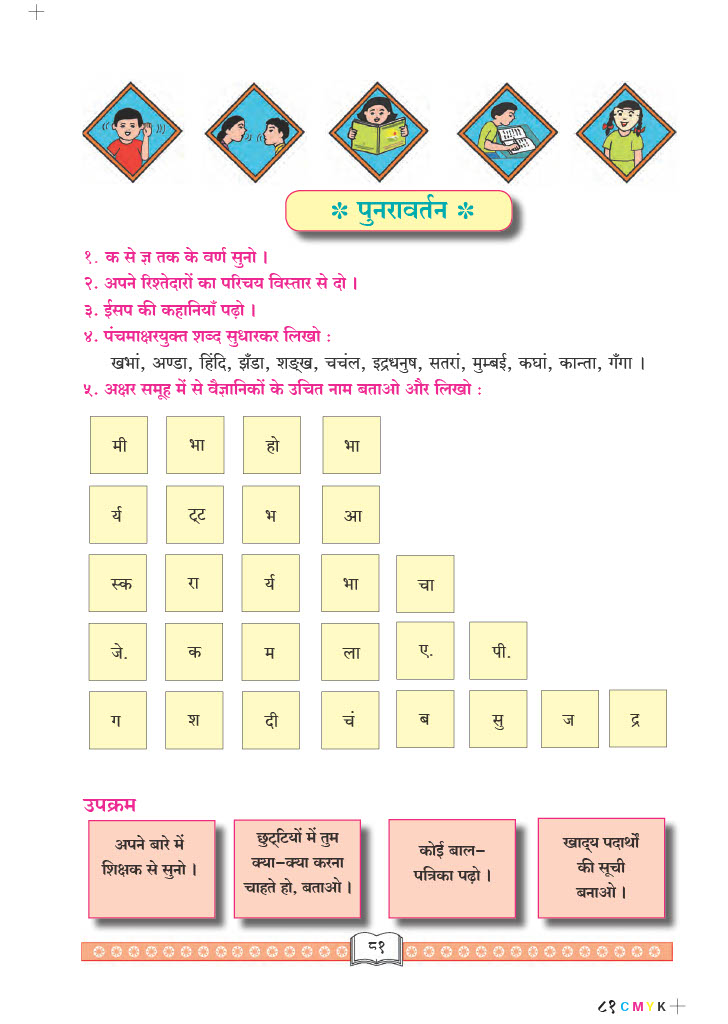 ✽ पुनरावर्तन ✽
१. क से ज्ञ तक के वर्ण सुनो ।
२. अपने रिश्तेदारों का परिचय विस्तार से दो ।
३. ईसप की कहानियाँ पढ़ो ।
४. पंचमाक्षरयुक्त शब्द सुधारकर लिखो :
खभां, अण्डा, हिंदि, झँडा, शङ्ख, चचंल, इद्रधनुष, सतरां, मुम्बई, कघां, कान्ता, गँगा ।
५. अक्षर समूह में से वैज्ञानिकों के उचित नाम बताओ और लिखो :
मी भा हो भा
र्य ट्ट भ आ
स्क रा र्य भा चा
जे. क म ला ए. पी.
ग श दी चं ब सु ज द्र
उपक्रम
अपने बारे में
शिक्षक से सुनो ।
छुट्टियों में तुम
क्या-क्या करना
चाहते हो, बताओ ।
कोई बाल-
पत्रिका पढ़ो ।
खाद्य पदार्थों
की सूची
बनाओ ।
८१
८१ C M Y K